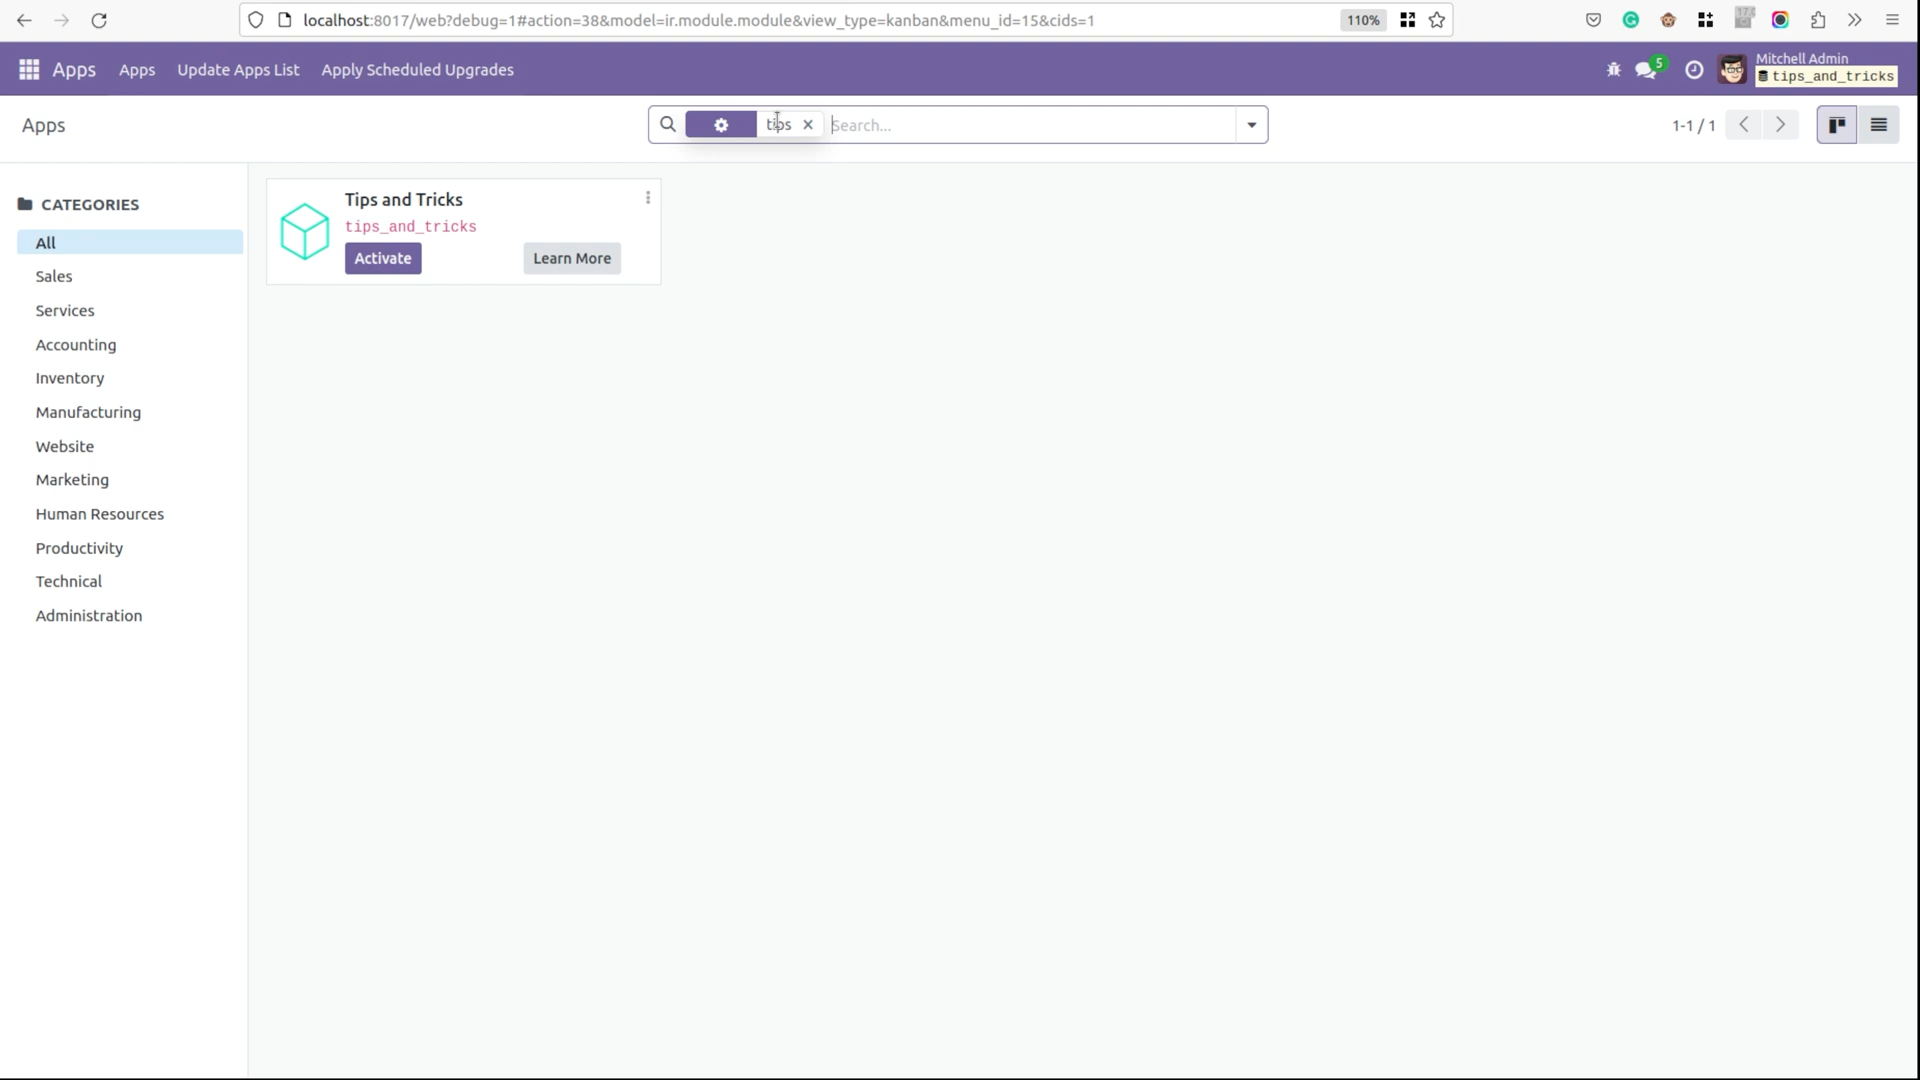 localhost:8017/web?debug=1#action=38&model=ir.module.module&view_type=kanban&menu_id=15&cids=1
110%
Apps
Apps
Update Apps List
Apply Scheduled Upgrades
5
Mitchell Admin
tips_and_tricks
Apps
tips
Search...
1-1 / 1
CATEGORIES
All
Sales
Services
Accounting
Inventory
Manufacturing
Website
Marketing
Human Resources
Productivity
Technical
Administration
Tips and Tricks
tips_and_tricks
Activate
Learn More